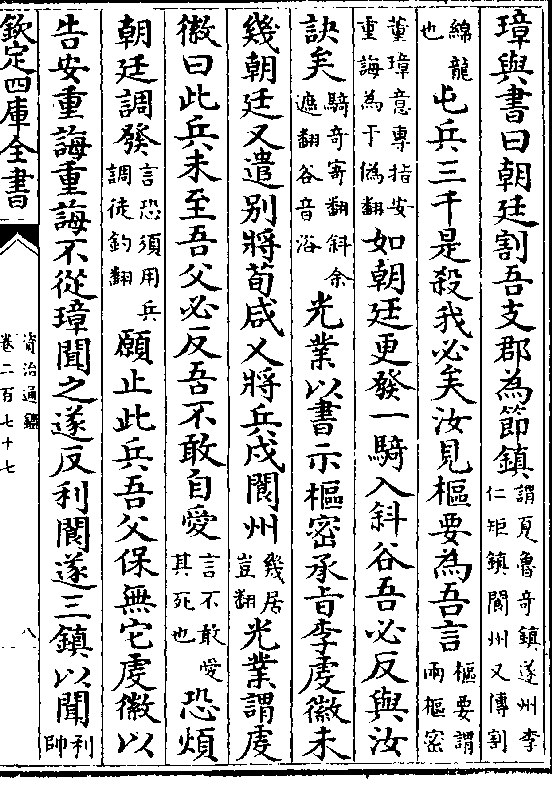 璋與書曰朝廷割吾支郡為節鎮謂夏魯奇鎮遂州李仁矩鎮閬州又傳割
綿龍也屯兵三千是殺我必矣汝見樞要為吾言樞要謂兩樞密
董璋意專指安重誨為于偽翻如朝廷更發一騎入斜谷吾必反與汝
訣矣騎奇寄翻斜余遮翻谷音浴光業以書示樞密承旨李虔徽未
幾朝廷又遣别將荀咸乂將兵戍閬州幾居豈翻光業謂虔
徽曰此兵未至吾父必反吾不敢自愛言不敢愛其死也恐煩
朝廷調發言恐須用兵調徒釣翻願止此兵吾父保無它虔徽以
告安重誨重誨不從璋聞之遂反利閬遂三鎮以聞利帥
欽定四庫全書
資治通鑑
卷二百七十七
八